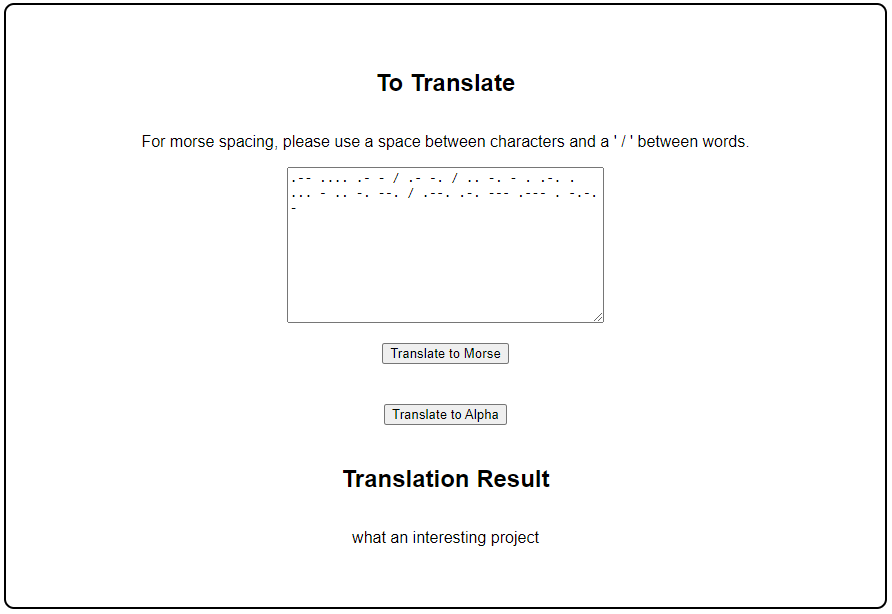 To Translate
For morse spacing, please use a space between characters and a ' / ' between words.
.-- .... .- - / .- -. / .. -. - . .-. .
... - .. -. --. / .--. .-. --- .--- . -.-.
-
Translate to Morse
Translate to Alpha
Translation Result
what an interesting project